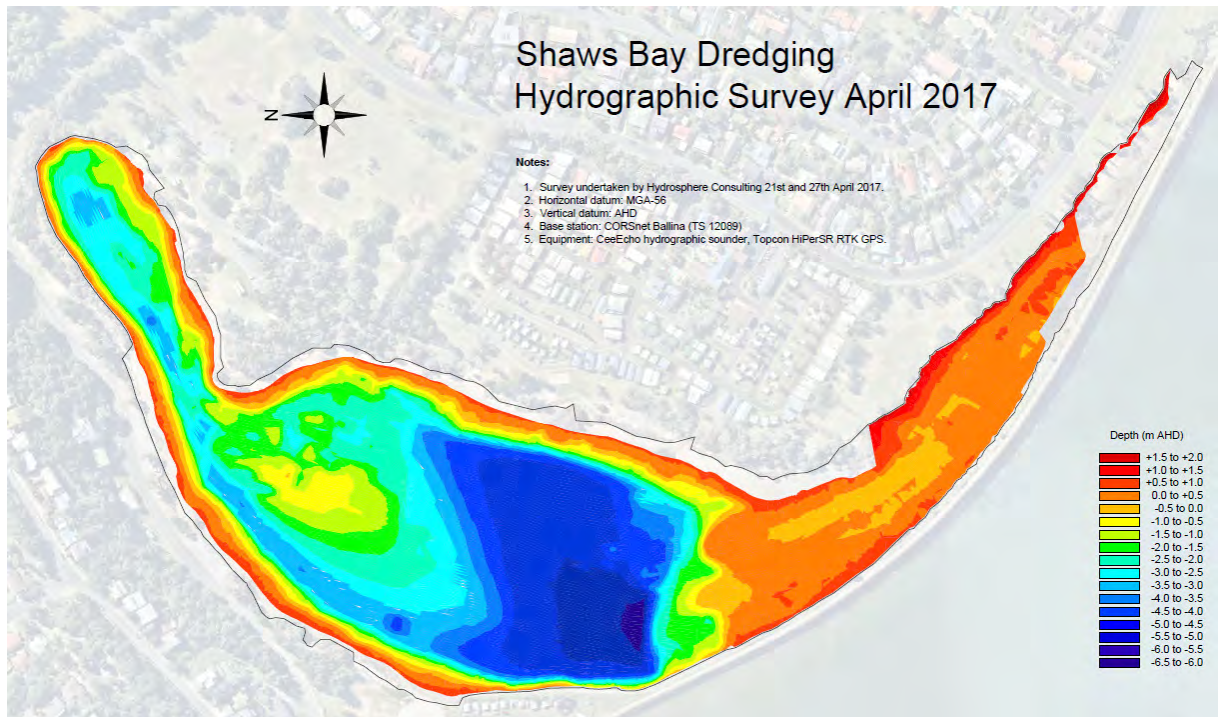 Shaws Bay Dredging
Hydrographic Survey April 2017
N
Notes:
1. Survey undertaken by Hydrosphere Consulting 21st and 27th April 2017.
2. Horizontal datum: MGA-56
3. Vertical datum: AHD
4. Base station: CORSnet Ballina (TS 12089)
5. Equipment: CeeEcho hydrographic sounder, Topcon HiPerSR RTK GPS.
Depth (m AHD)
+1.5 to +2.0
+1.0 to +1.5
+0.5 to +1.0
0.0 to +0.5
-0.5 to 0.0
-1.0 to -0.5
-1.5 to -1.0
-2.0 to -1.5
-2.5 to -2.0
-3.0 to -2.5
-3.5 to -3.0
-4.0 to -3.5
-4.5 to -4.0
-5.0 to -4.5
-5.5 to -5.0
-6.0 to -5.5
-6.5 to -6.0